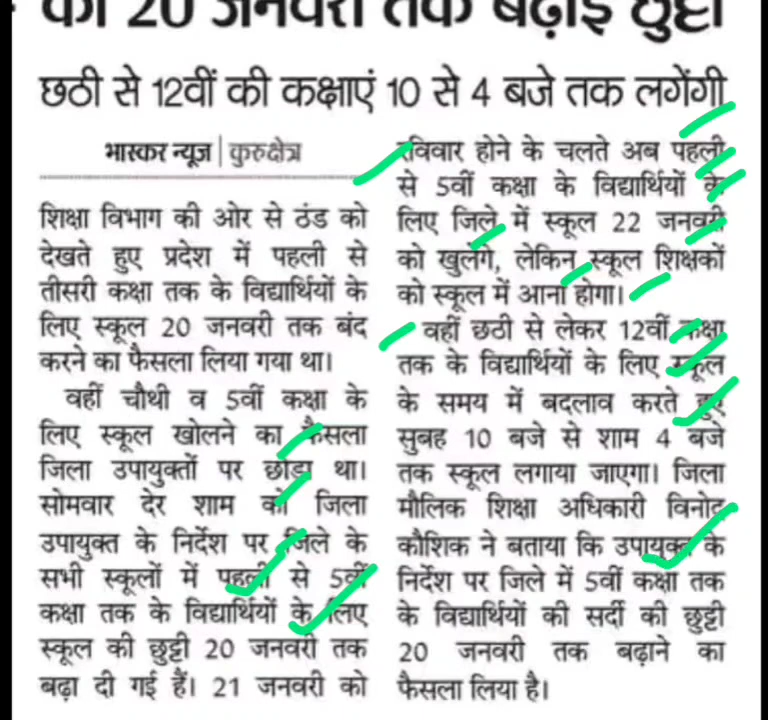 की 20 जनवरी तक बढ़ाई छुट्टी
छठी से 12वीं की कक्षाएं 10 से 4 बजे तक लगेंगी
भास्कर न्यूज | कुरुक्षेत्र
शिक्षा विभाग की ओर से ठंड को
देखते हुए प्रदेश में पहली से
तीसरी कक्षा तक के विद्यार्थियों के
लिए स्कूल 20 जनवरी तक बंद
करने का फैसला लिया गया था।
वहीं चौथी व 5वीं कक्षा के
लिए स्कूल खोलने का फैसला
जिला उपायुक्तों पर छोड़ा था।
सोमवार देर शाम को जिला
उपायुक्त के निर्देश पर जिले के
सभी स्कूलों में पहली से 5वीं
कक्षा तक के विद्यार्थियों के लिए
स्कूल की छुट्टी 20 जनवरी तक
बढ़ा दी गई हैं। 21 जनवरी को
रविवार होने के चलते अब पहली
से 5वीं कक्षा के विद्यार्थियों के
लिए जिले में स्कूल 22 जनवरी
को खुलेंगे, लेकिन स्कूल शिक्षकों
को स्कूल में आना होगा।
वहीं छठी से लेकर 12वीं कक्षा
तक के विद्यार्थियों के लिए स्कूल
के समय में बदलाव करते हुए
सुबह 10 बजे से शाम 4 बजे
तक स्कूल लगाया जाएगा। जिला
मौलिक शिक्षा अधिकारी विनोद
कौशिक ने बताया कि उपायुक्त के
निर्देश पर जिले में 5वीं कक्षा तक
के विद्यार्थियों की सर्दी की छुट्टी
20 जनवरी तक बढ़ाने का
फैसला लिया है।